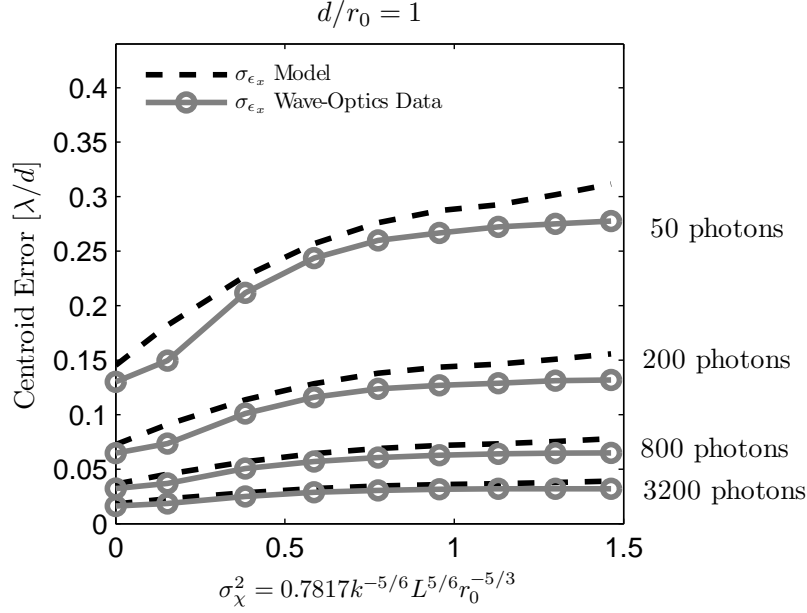 d/r₀ = 1
σ_{ϵ_x} Model
σ_{ϵ_x} Wave-Optics Data
Centroid Error [λ/d]
0.4
0.35
0.3
0.25
0.2
0.15
0.1
0.05
0
50 photons
200 photons
800 photons
3200 photons
0 0.5 1 1.5
σ_χ^2 = 0.7817k^{-5/6}L^{5/6}r_0^{-5/3}